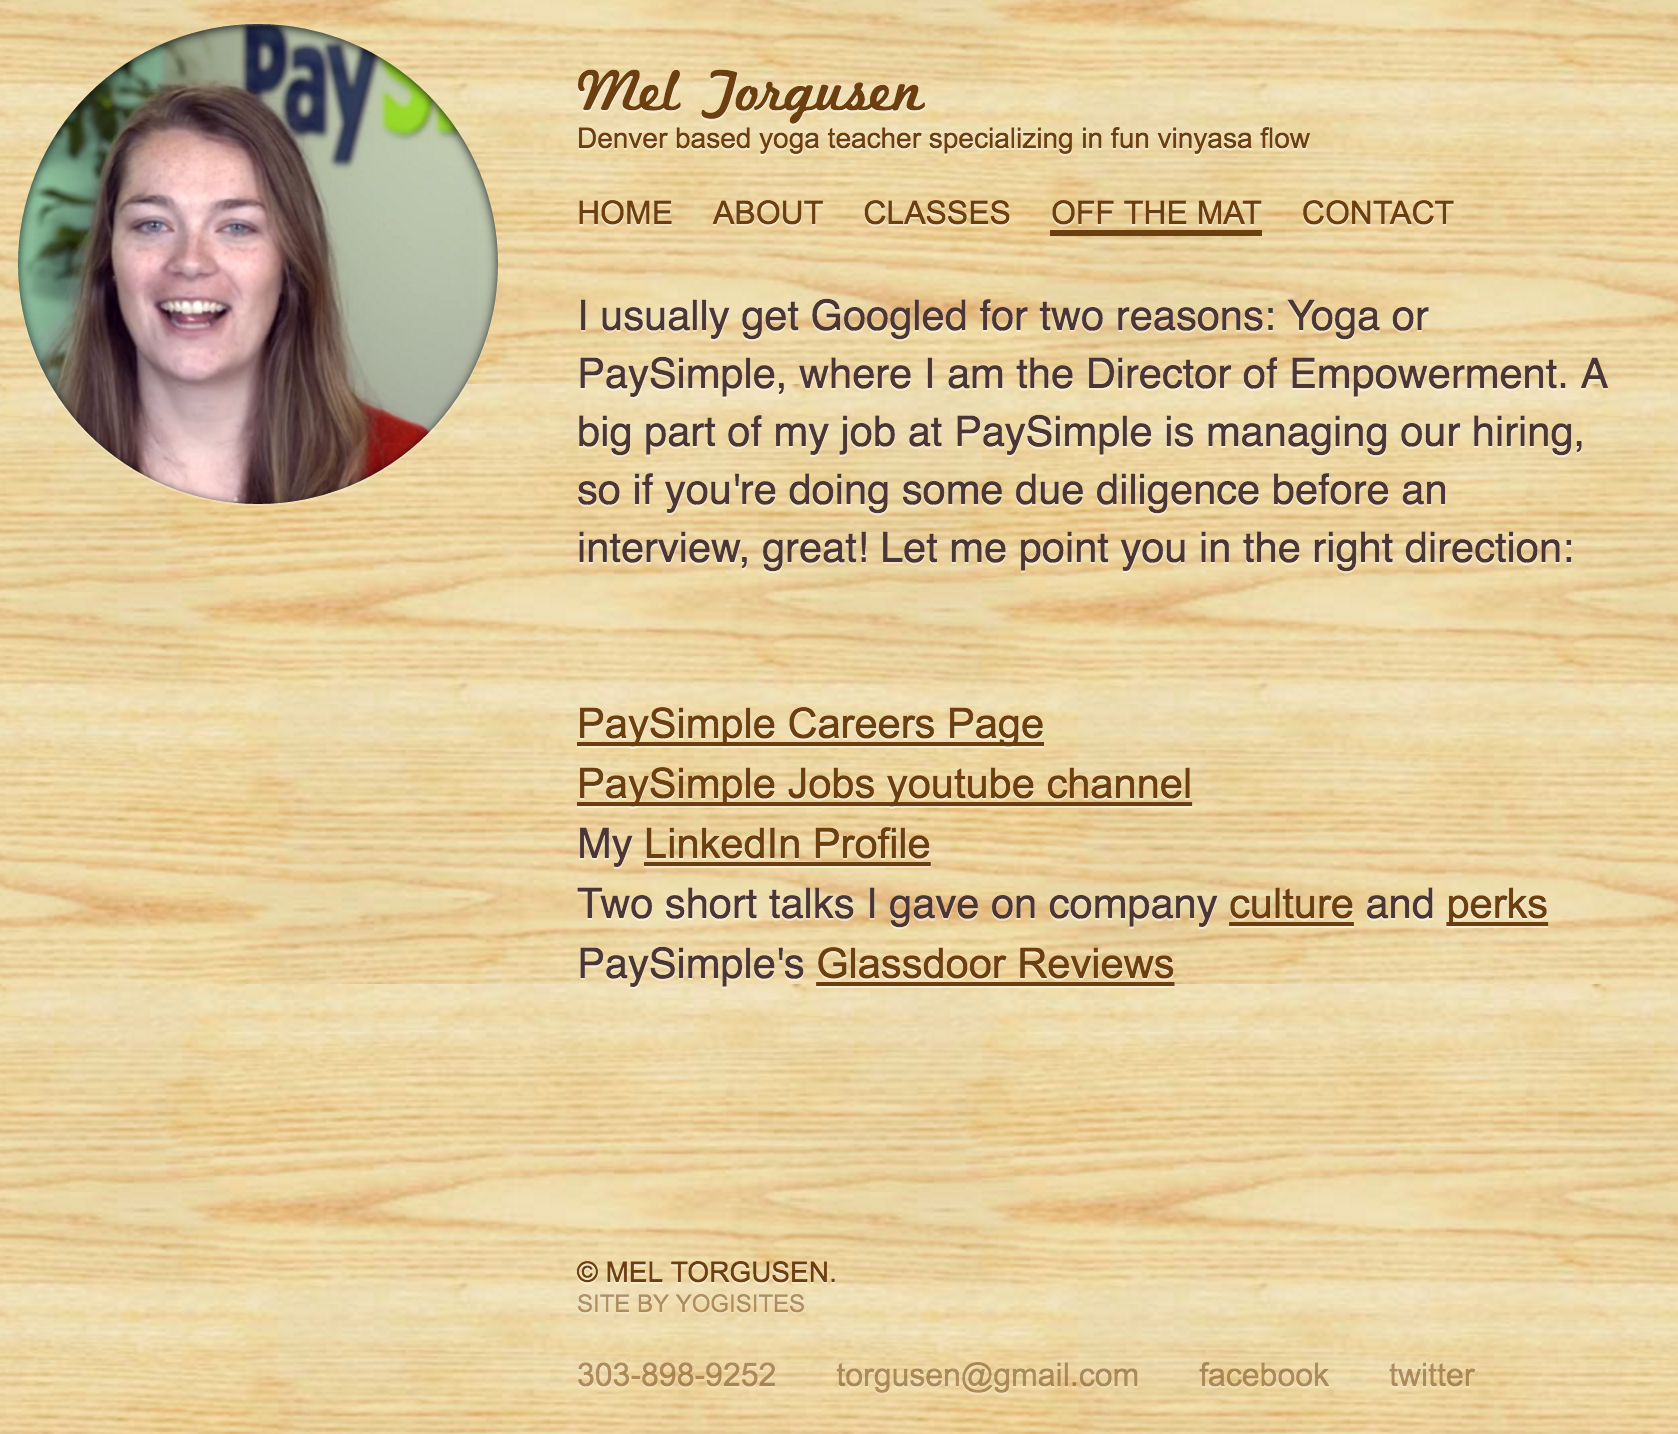 PayS
Mel Torgusen
Denver based yoga teacher specializing in fun vinyasa flow
HOME ABOUT CLASSES OFF THE MAT CONTACT
I usually get Googled for two reasons: Yoga or
PaySimple, where I am the Director of Empowerment. A
big part of my job at PaySimple is managing our hiring,
so if you're doing some due diligence before an
interview, great! Let me point you in the right direction:
PaySimple Careers Page
PaySimple Jobs youtube channel
My LinkedIn Profile
Two short talks I gave on company culture and perks
PaySimple's Glassdoor Reviews
© MEL TORGUSEN.
SITE BY YOGISITES
303-898-9252 torgusen@gmail.com facebook twitter